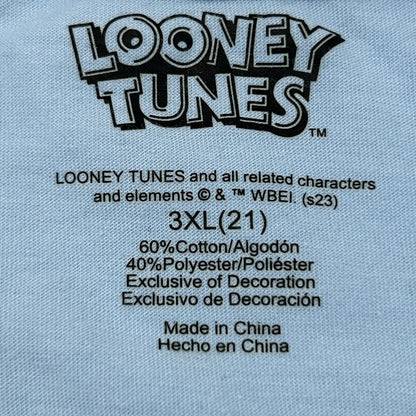 LOONEY
TUNES
™
LOONEY TUNES and all related characters
and elements © & ™ WBEI. (s23)
3XL(21)
60%Cotton/Algodón
40%Polyester/Poliéster
Exclusive of Decoration
Exclusivo de Decoración
Made in China
Hecho en China